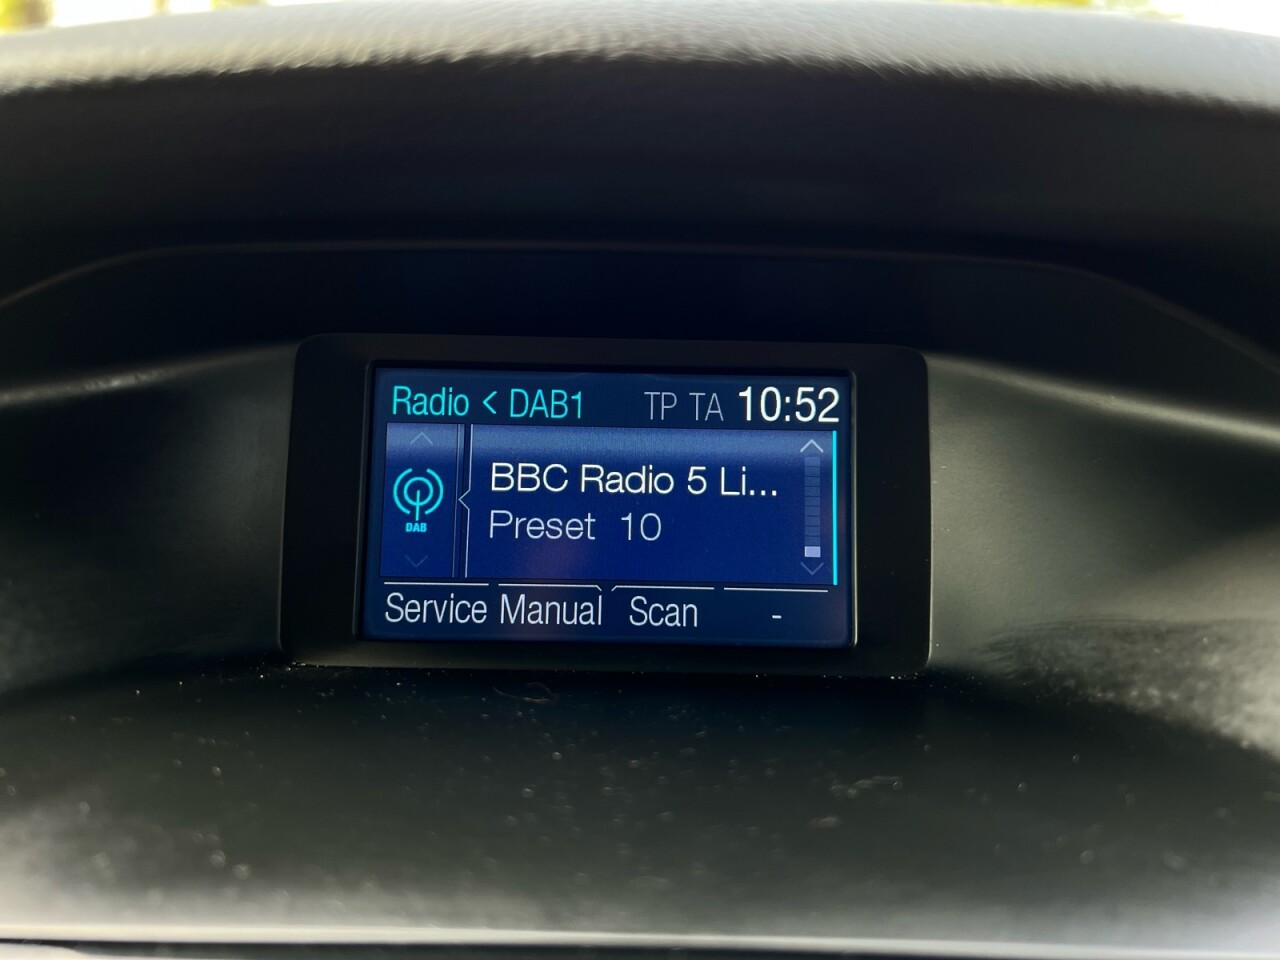 Radio < DAB1 TP TA 10:52
DAB
BBC Radio 5 Li...
Preset 10
Service Manual Scan -